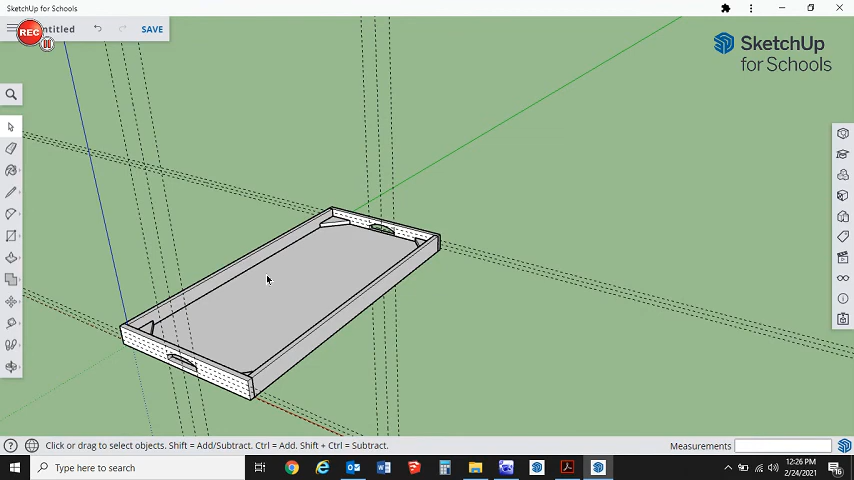 SketchUp for Schools
REC
ntitled
SAVE
SketchUp
for Schools
Click or drag to select objects. Shift = Add/Subtract. Ctrl = Add. Shift + Ctrl = Subtract.
Measurements
Type here to search
12:26 PM
2/24/2021
16